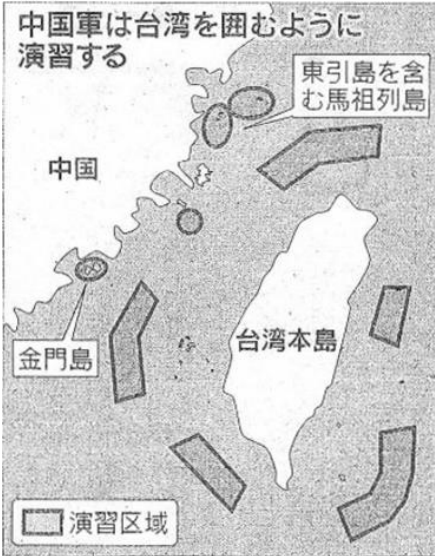 中国軍は台湾を囲むように
演習する
東引島を含
む馬祖列島
中国
金門島
台湾本島
演習区域